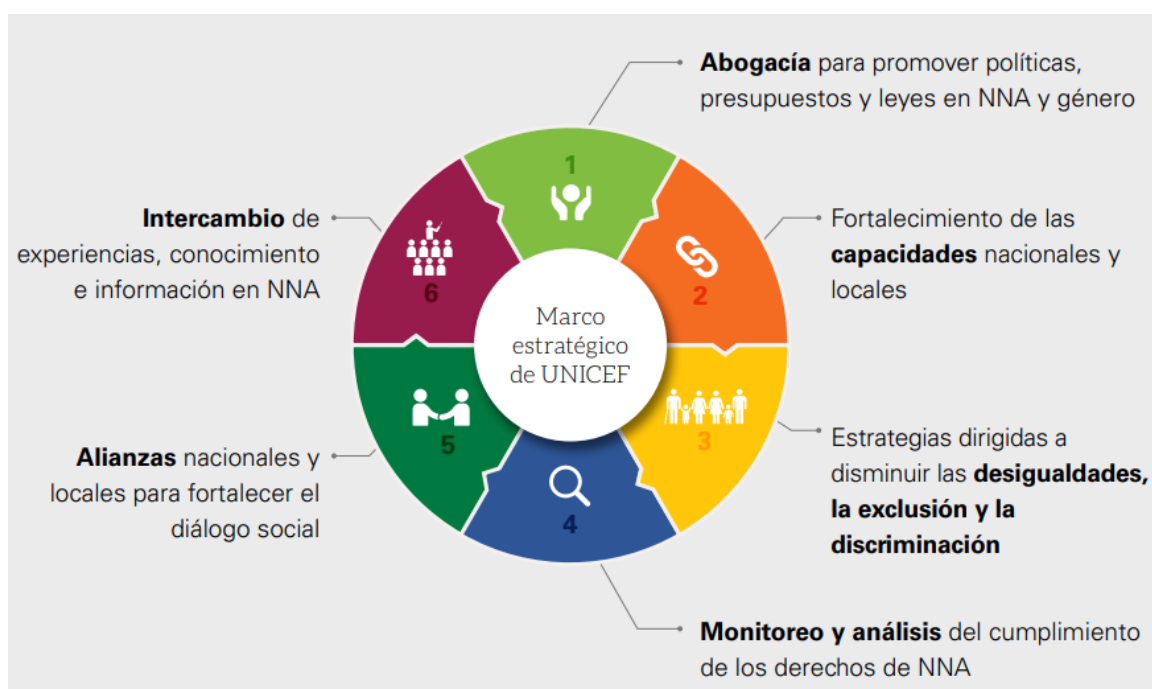 Marco
estratégico
de UNICEF
1
Abogacía para promover políticas,
presupuestos y leyes en NNA y género
2
Fortalecimiento de las
capacidades nacionales y
locales
3
Estrategias dirigidas a
disminuir las desigualdades,
la exclusión y la
discriminación
4
Monitoreo y análisis del cumplimiento
de los derechos de NNA
5
Alianzas nacionales y
locales para fortalecer el
diálogo social
6
Intercambio de
experiencias, conocimiento
e información en NNA